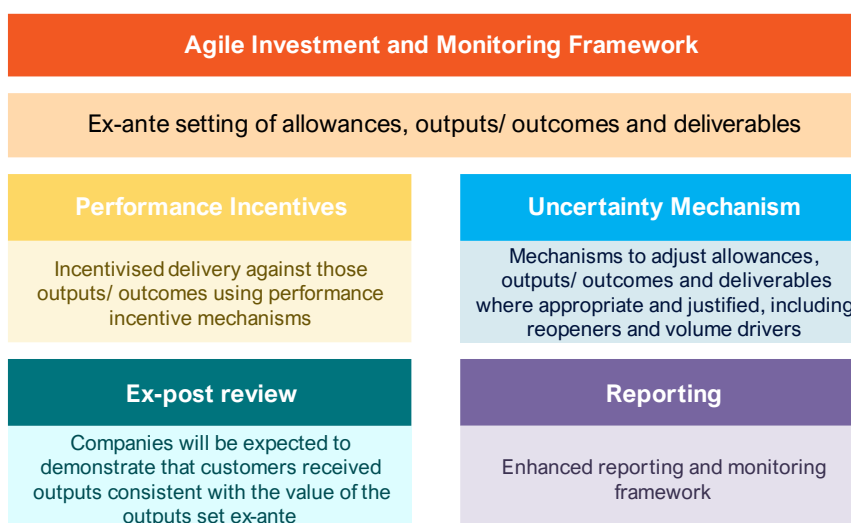 Agile Investment and Monitoring Framework
Ex-ante setting of allowances, outputs/ outcomes and deliverables
Performance Incentives
Incentivised delivery against those
outputs/ outcomes using performance
incentive mechanisms
Uncertainty Mechanism
Mechanisms to adjust allowances,
outputs/ outcomes and deliverables
where appropriate and justified, including
reopeners and volume drivers
Ex-post review
Companies will be expected to
demonstrate that customers received
outputs consistent with the value of the
outputs set ex-ante
Reporting
Enhanced reporting and monitoring
framework